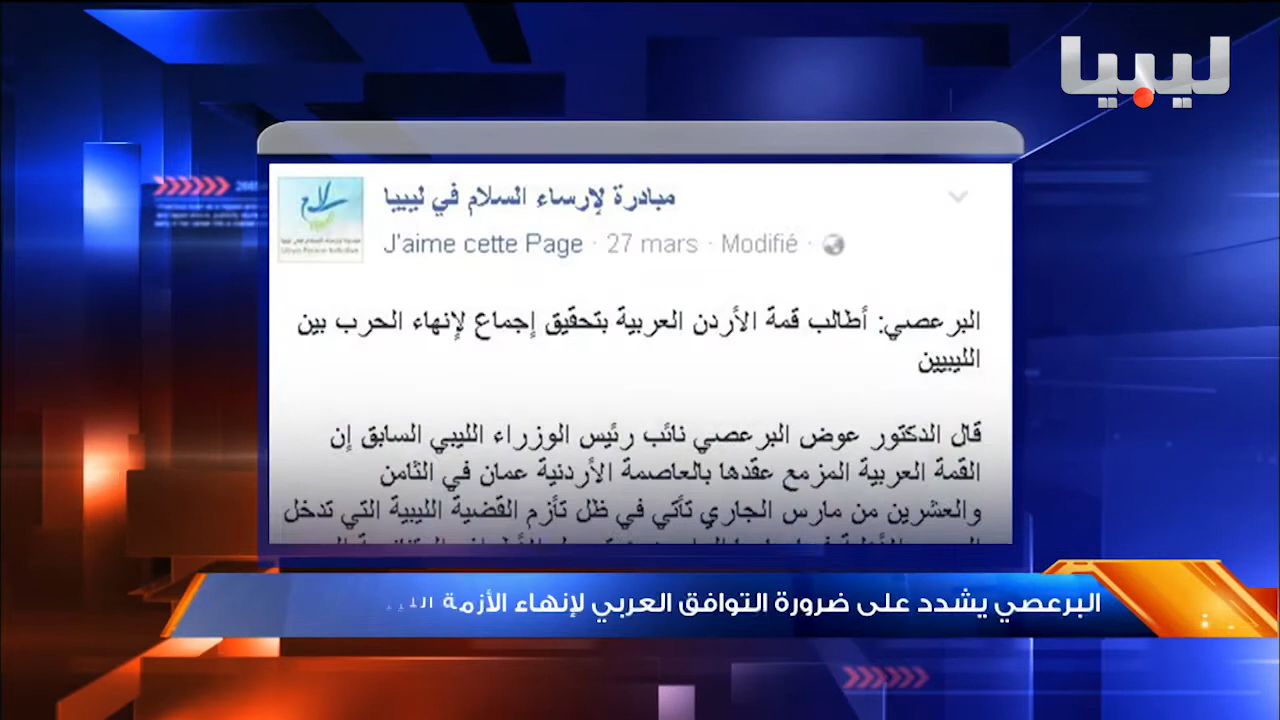 ليبيا
مبادرة لإرساء السلام في ليبيا
J'aime cette Page · 27 mars · Modifié ·
البرعصي: أطالب قمة الأردن العربية بتحقيق إجماع لإنهاء الحرب بين
الليبيين
قال الدكتور عوض البرعصي نائب رئيس الوزراء الليبي السابق إن
القمة العربية المزمع عقدها بالعاصمة الأردنية عمان في الثامن
والعشرين من مارس الجاري تأتي في ظل تأزم القضية الليبية التي تدخل
البرعصي يشدد على ضرورة التوافق العربي لإنهاء الأزمة